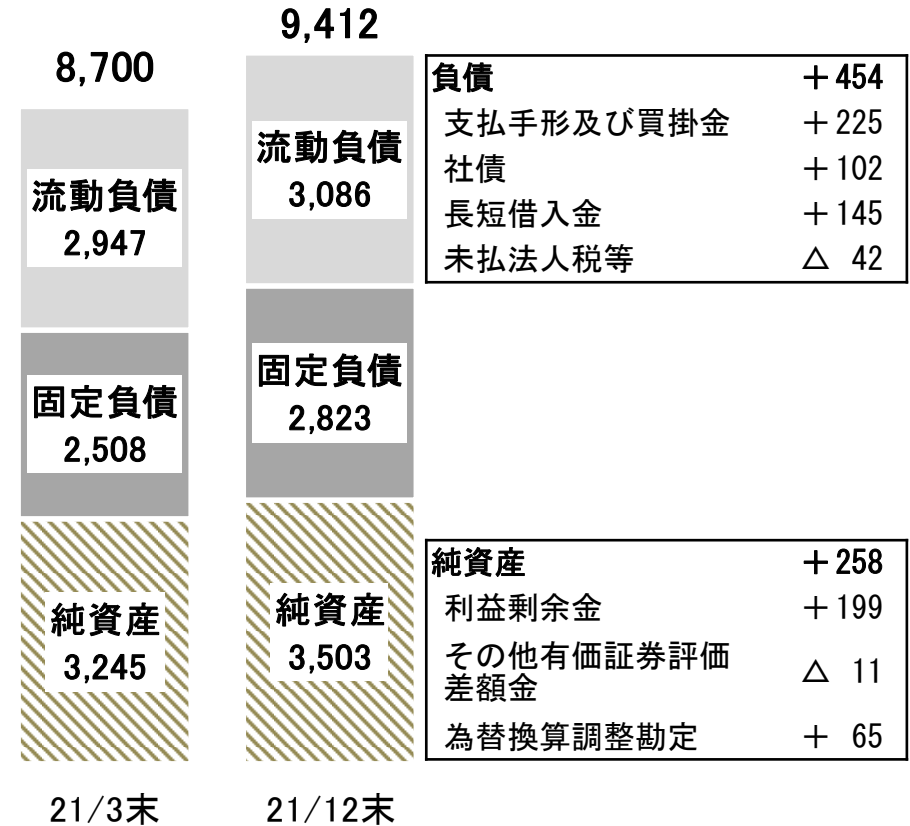 8,700
流動負債
2,947
固定負債
2,508
純資産
3,245
21/3末
9,412
流動負債
3,086
固定負債
2,823
純資産
3,503
21/12末
負債 ＋454
支払手形及び買掛金 ＋225
社債 ＋102
長短借入金 ＋145
未払法人税等 △ 42
純資産 ＋258
利益剰余金 ＋199
その他有価証券評価
差額金 △ 11
為替換算調整勘定 ＋ 65